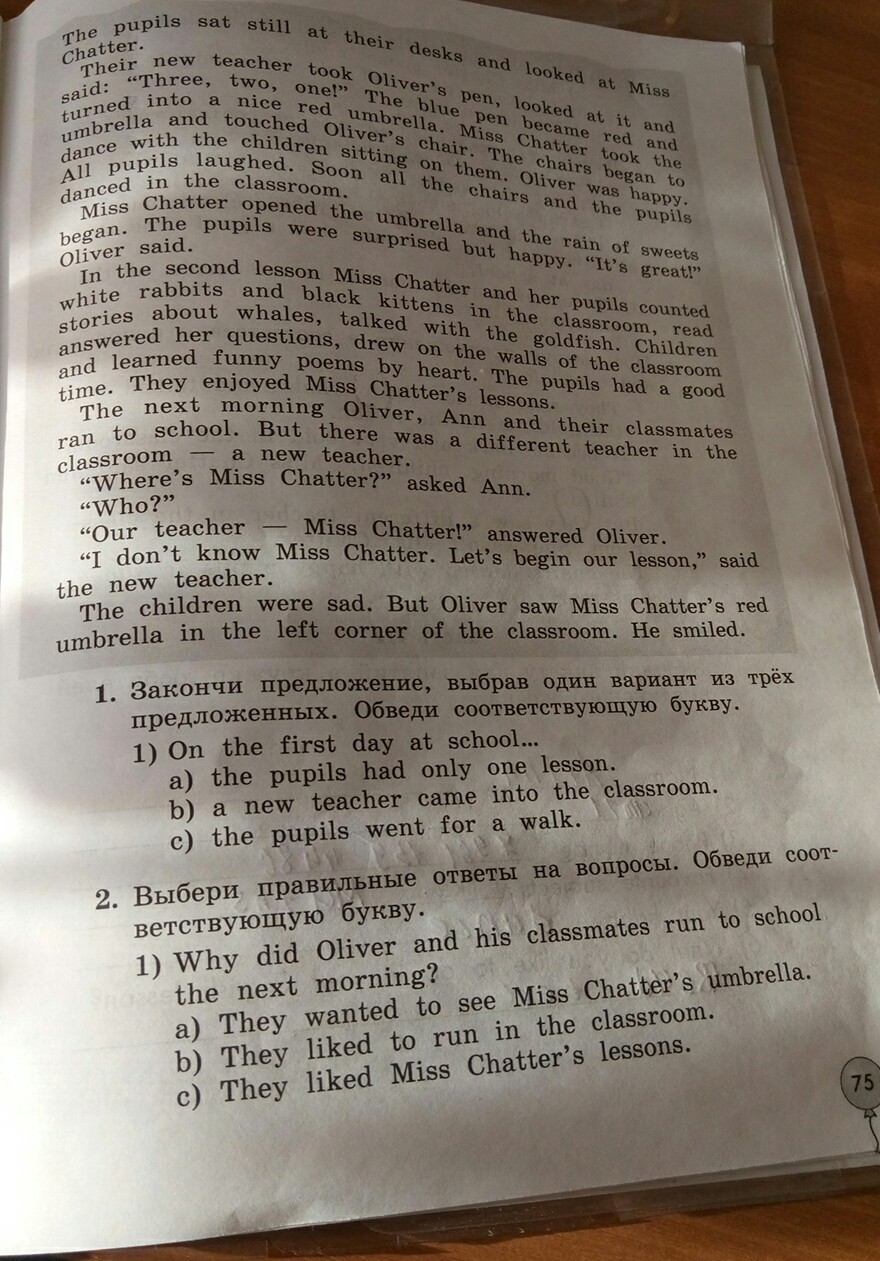 The pupils sat still at their desks and looked at Miss
Chatter.
Their new teacher took Oliver's pen, looked at it and
said: “Three, two, one!” The blue pen became red and
turned into a nice red umbrella. Miss Chatter took the
umbrella and touched Oliver's chair. The chairs began to
dance with the children sitting on them. Oliver was happy.
All pupils laughed. Soon all the chairs and the pupils
danced in the classroom.
Miss Chatter opened the umbrella and the rain of sweets
began. The pupils were surprised but happy. “It's great!”
Oliver said.
In the second lesson Miss Chatter and her pupils counted
white rabbits and black kittens in the classroom, read
stories about whales, talked with the goldfish. Children
answered her questions, drew on the walls of the classroom
and learned funny poems by heart. The pupils had a good
time. They enjoyed Miss Chatter's lessons.
The next morning Oliver, Ann and their classmates
ran to school. But there was a different teacher in the
classroom — a new teacher.
“Where's Miss Chatter?” asked Ann.
“Who?”
“Our teacher — Miss Chatter!” answered Oliver.
“I don't know Miss Chatter. Let's begin our lesson,” said
the new teacher.
The children were sad. But Oliver saw Miss Chatter's red
umbrella in the left corner of the classroom. He smiled.
1. Закончи предложение, выбрав один вариант из трёх
предложенных. Обведи соответствующую букву.
1) On the first day at school...
a) the pupils had only one lesson.
b) a new teacher came into the classroom.
c) the pupils went for a walk.
2. Выбери правильные ответы на вопросы. Обведи соот-
ветствующую букву.
1) Why did Oliver and his classmates run to school
the next morning?
a) They wanted to see Miss Chatter's umbrella.
b) They liked to run in the classroom.
c) They liked Miss Chatter's lessons.
75